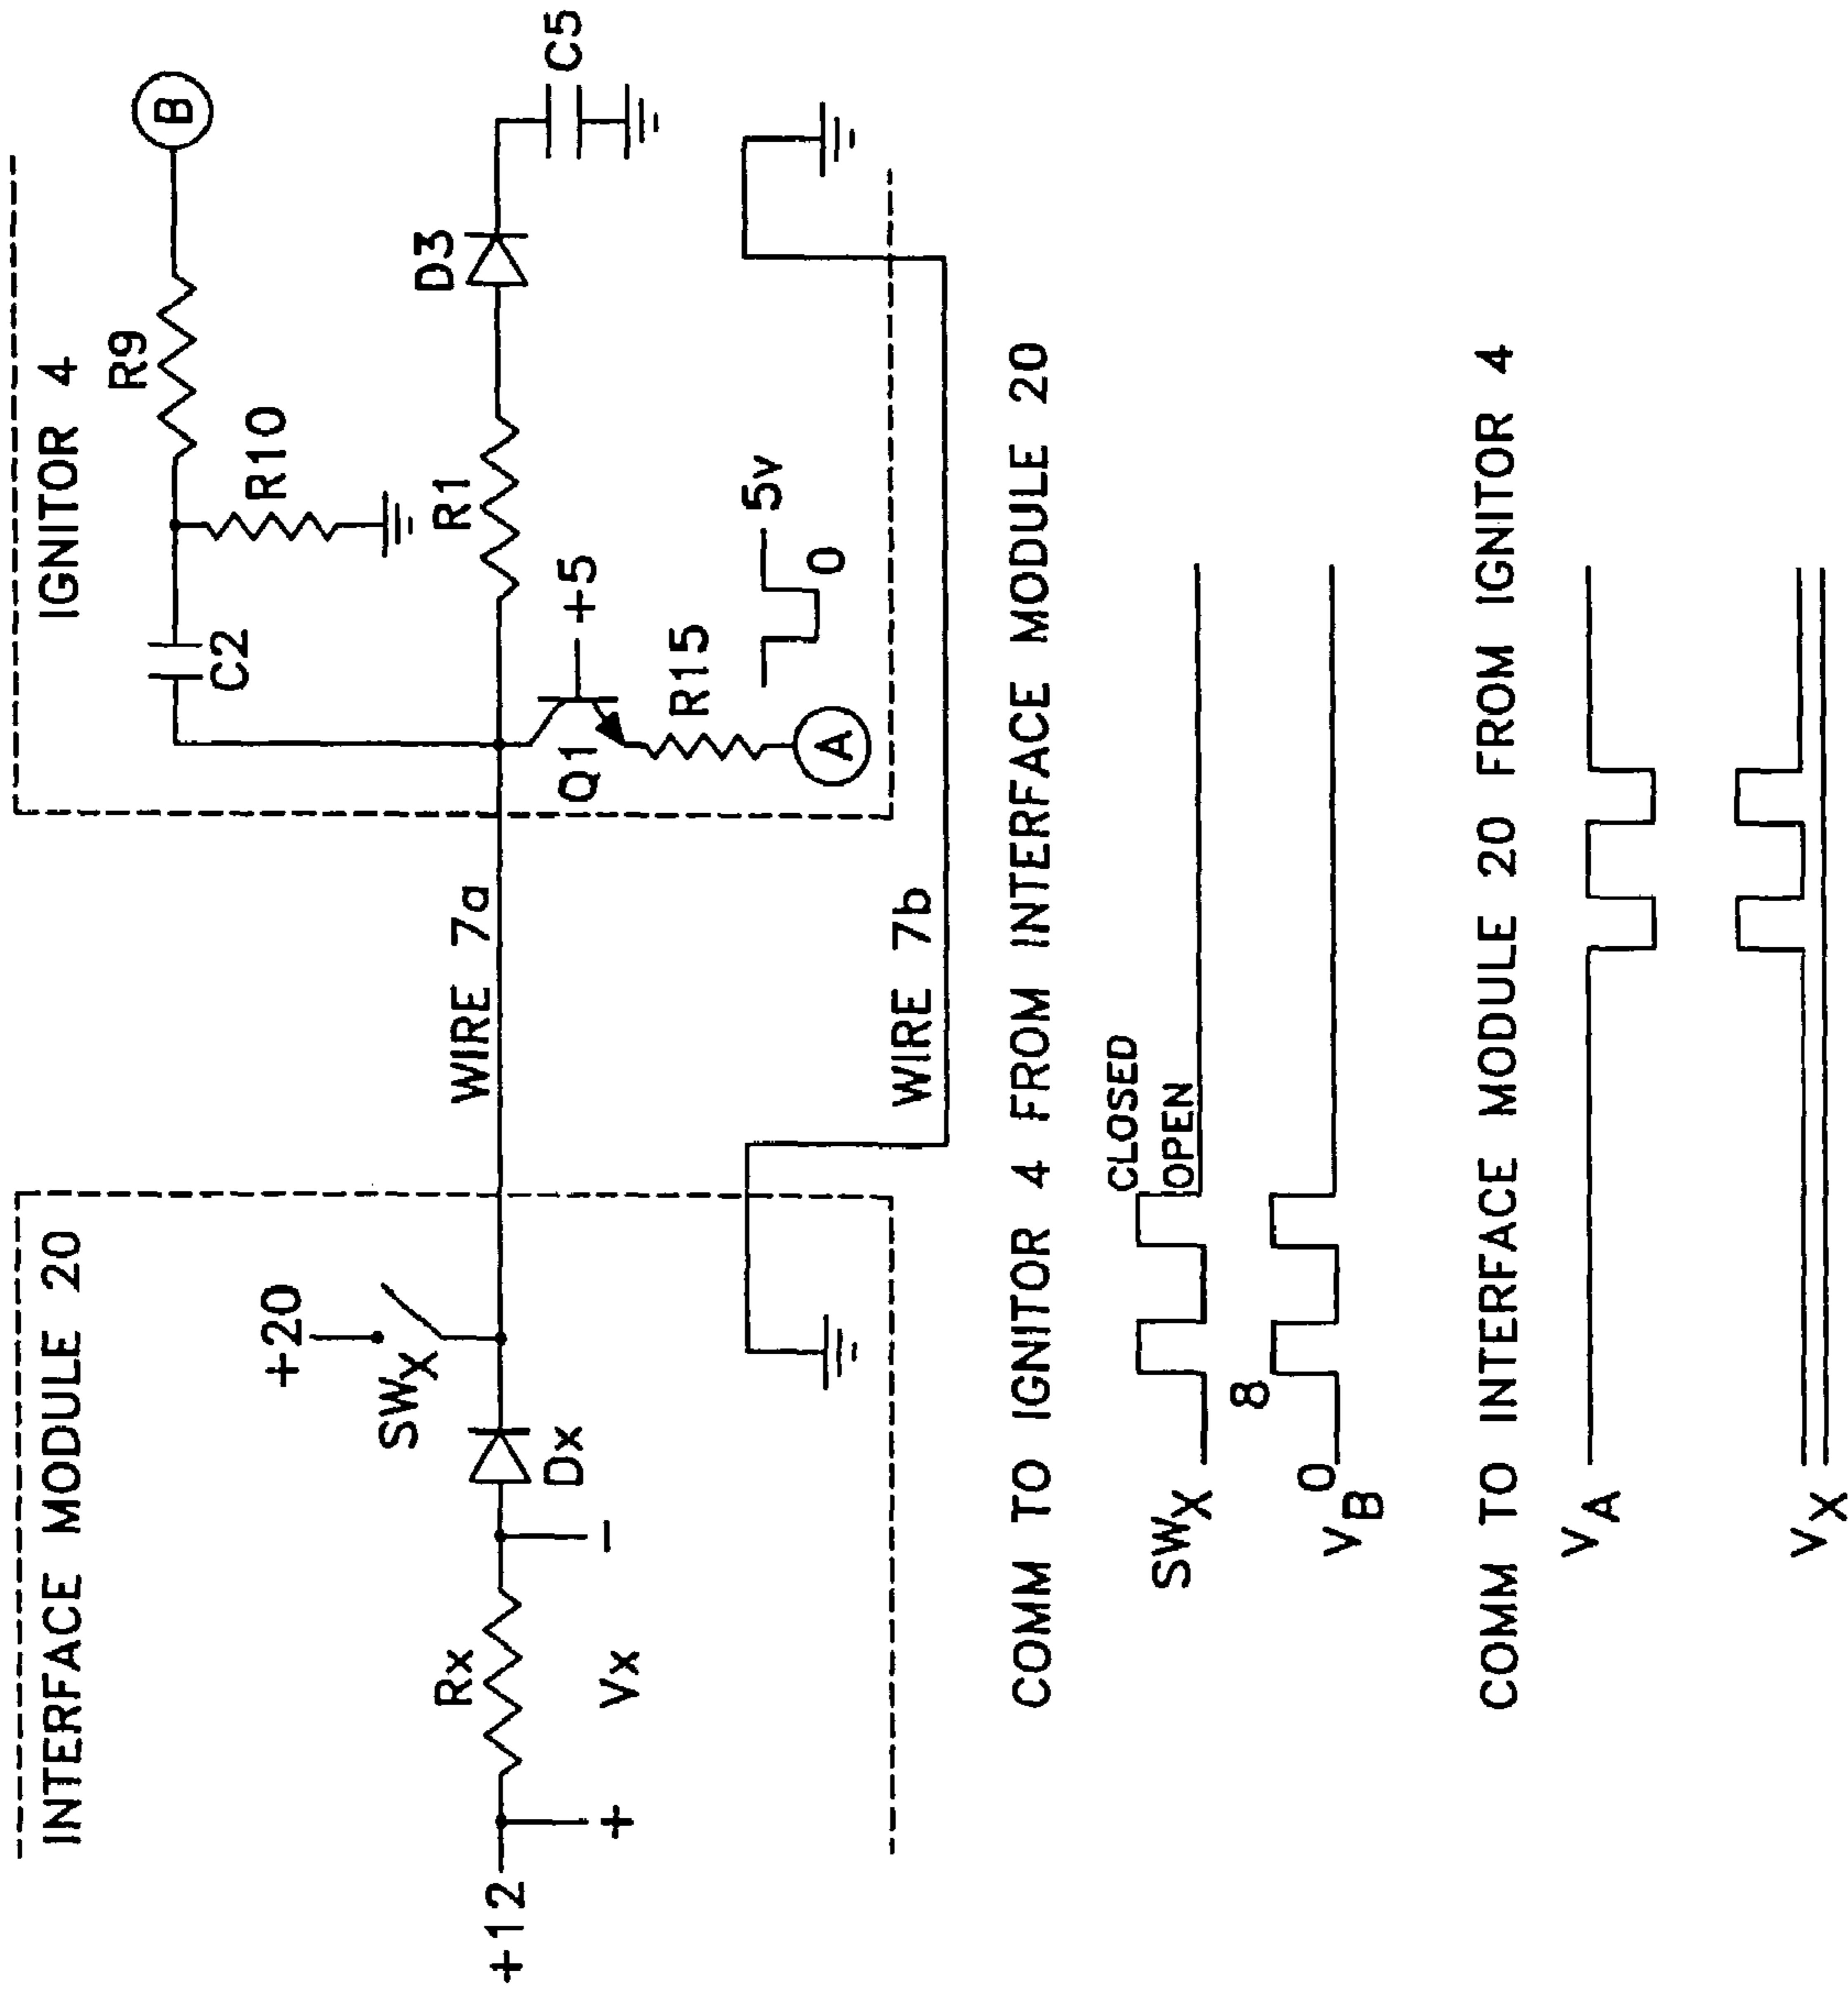 INTERFACE MODULE 20
IGNITOR 4
B
R9
C2
R10
+20
SWX
WIRE 7a
R1
D3
C5
+12
Rx
Dx
+
Vx
−
Q1
+5
R15
A
5v
0
WIRE 7b
COMM TO IGNITOR 4 FROM INTERFACE MODULE 20
CLOSED
SWX
OPEN
8
0
VB
COMM TO INTERFACE MODULE 20 FROM IGNITOR 4
VA
VX